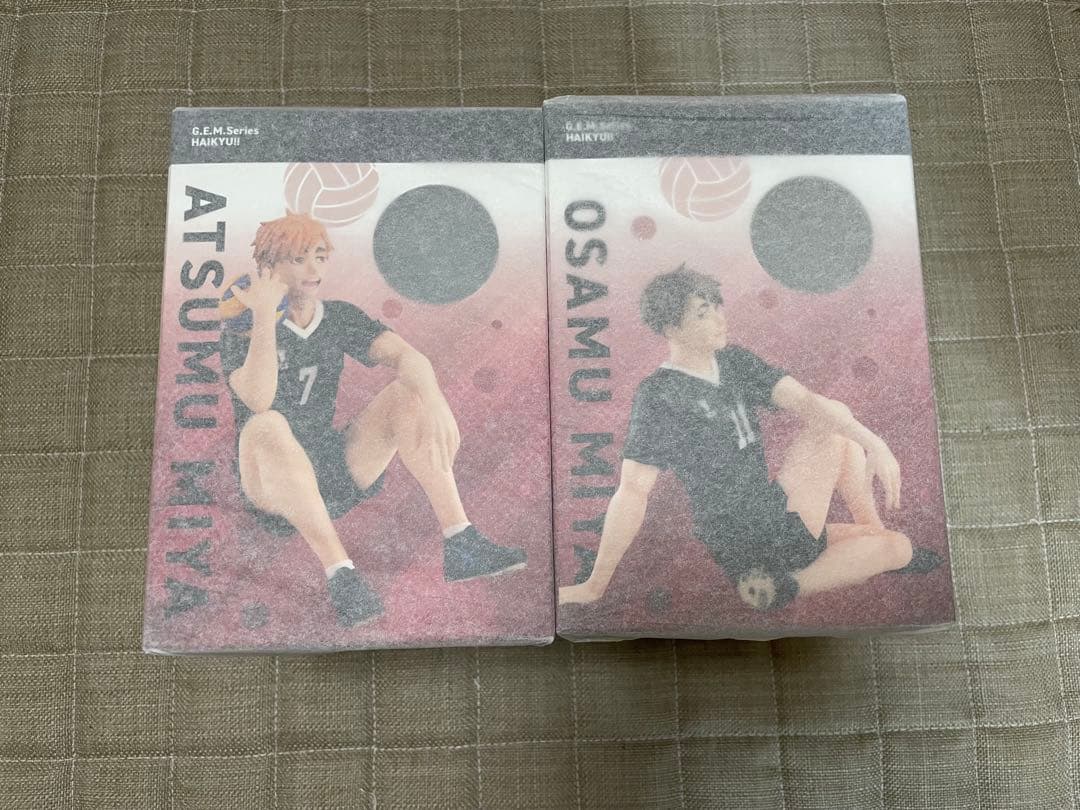 G.E.M.Series
HAIKYU!!
ATSUMU MIYA
7
G.E.M.Series
HAIKYU!!
OSAMU MIYA
11